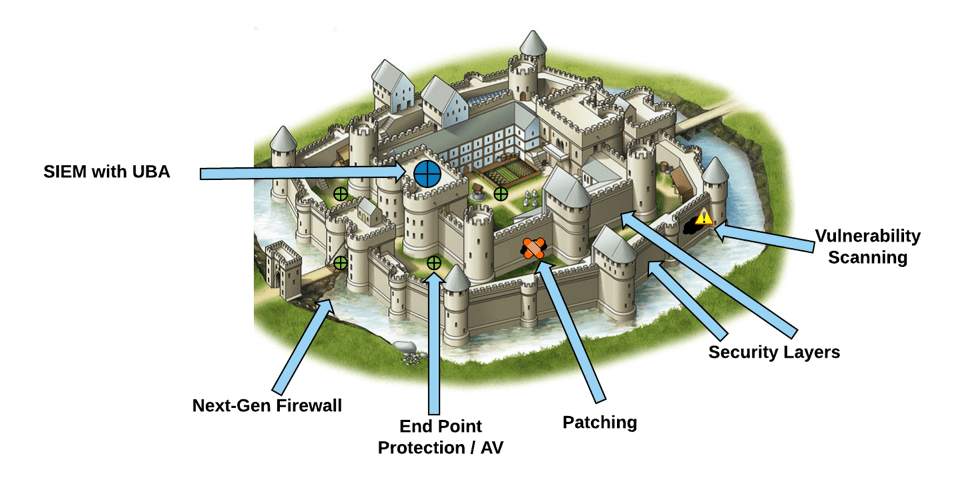 SIEM with UBA
Vulnerability
Scanning
Security Layers
Next-Gen Firewall
End Point
Protection / AV
Patching